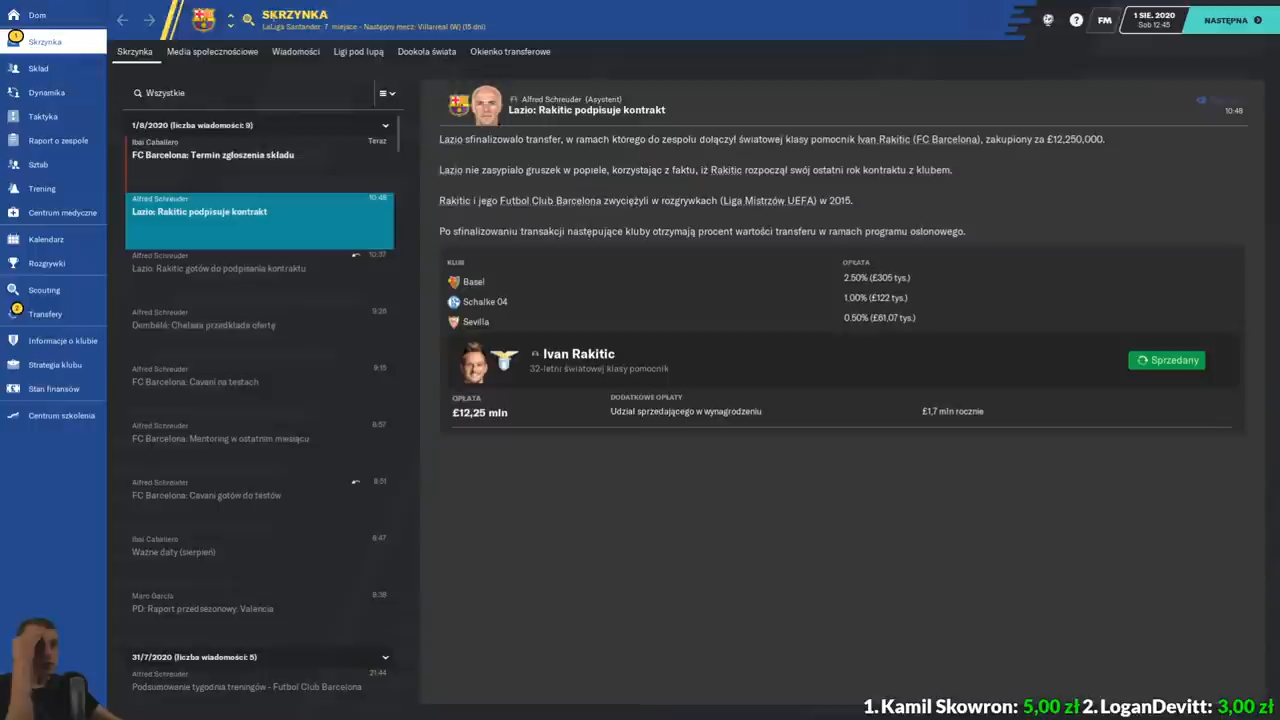 Dom
Skrzynka
Skład
Dynamika
Taktyka
Raport o zespole
Sztab
Trening
Centrum medyczne
Kalendarz
Rozgrywki
Scouting
Transfery
Informacje o klubie
Strategia klubu
Stan finansów
Centrum szkolenia
1
2
SKRZYNKA
LaLiga Santander: 7. miejsce - Następny mecz: Villarreal (W) (15 dni)
FM
1 SIE. 2020
Sob 12:45
NASTĘPNA
Skrzynka
Media społecznościowe
Wiadomości
Ligi pod lupą
Dookoła świata
Okienko transferowe
Wszystkie
1/8/2020 (liczba wiadomości: 9)
Ibai Caballero
Teraz
FC Barcelona: Termin zgłoszenia składu
Alfred Schreuder
10:48
Lazio: Rakitic podpisuje kontrakt
Alfred Schreuder
10:37
Lazio: Rakitic gotów do podpisania kontraktu
Alfred Schreuder
9:26
Dembélé: Chelsea przedkłada ofertę
Alfred Schreuder
9:15
FC Barcelona: Cavani na testach
Alfred Schreuder
8:57
FC Barcelona: Mentoring w ostatnim miesiącu
Alfred Schreuder
8:51
FC Barcelona: Cavani gotów do testów
Ibai Caballero
8:47
Ważne daty (sierpień)
Marc García
8:38
PD: Raport przedsezonowy: Valencia
31/7/2020 (liczba wiadomości: 5)
Alfred Schreuder
21:44
Podsumowanie tygodnia treningów - Futbol Club Barcelona
Alfred Schreuder (Asystent)
Lazio: Rakitic podpisuje kontrakt
10:48
Lazio sfinalizowało transfer, w ramach którego do zespołu dołączył światowej klasy pomocnik Ivan Rakitic (FC Barcelona), zakupiony za £12,250,000.
Lazio nie zasypiało gruszek w popiele, korzystając z faktu, iż Rakitic rozpoczął swój ostatni rok kontraktu z klubem.
Rakitic i jego Futbol Club Barcelona zwyciężyli w rozgrywkach (Liga Mistrzów UEFA) w 2015.
Po sfinalizowaniu transakcji następujące kluby otrzymają procent wartości transferu w ramach programu osłonowego.
KLUB
OPŁATA
Basel
2.50% (£305 tys.)
Schalke 04
1.00% (£122 tys.)
Sevilla
0.50% (£61,07 tys.)
Ivan Rakitic
32-letni światowej klasy pomocnik
Sprzedany
OPŁATA
£12,25 mln
DODATKOWE OPŁATY
Udział sprzedającego w wynagrodzeniu
£1,7 mln rocznie
1. Kamil Skowron: 5,00 zł 2. LoganDevitt: 3,00 zł